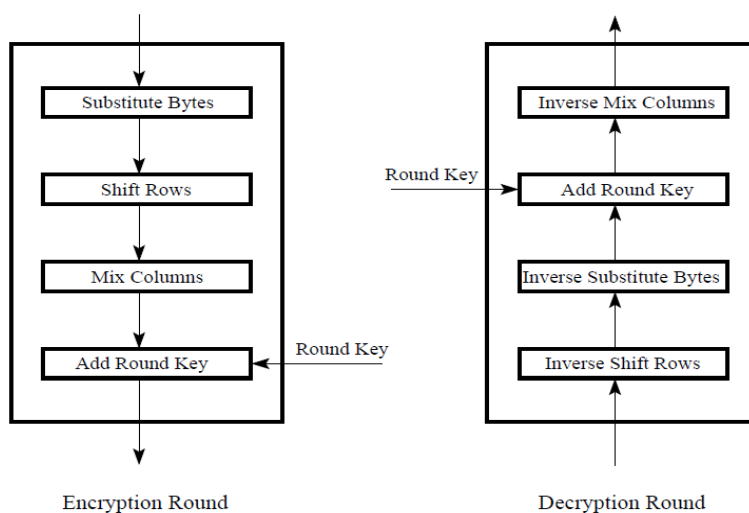 Substitute Bytes
Shift Rows
Mix Columns
Add Round Key
Round Key
Encryption Round
Inverse Mix Columns
Round Key
Add Round Key
Inverse Substitute Bytes
Inverse Shift Rows
Decryption Round